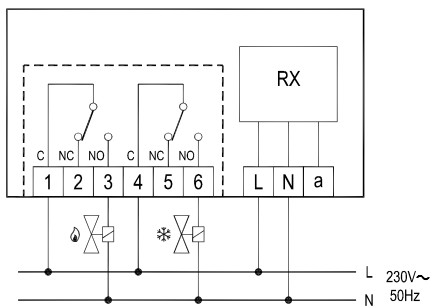 RX
C NC NO C NC NO
1 2 3 4 5 6 L N a
L 230V~
N 50Hz